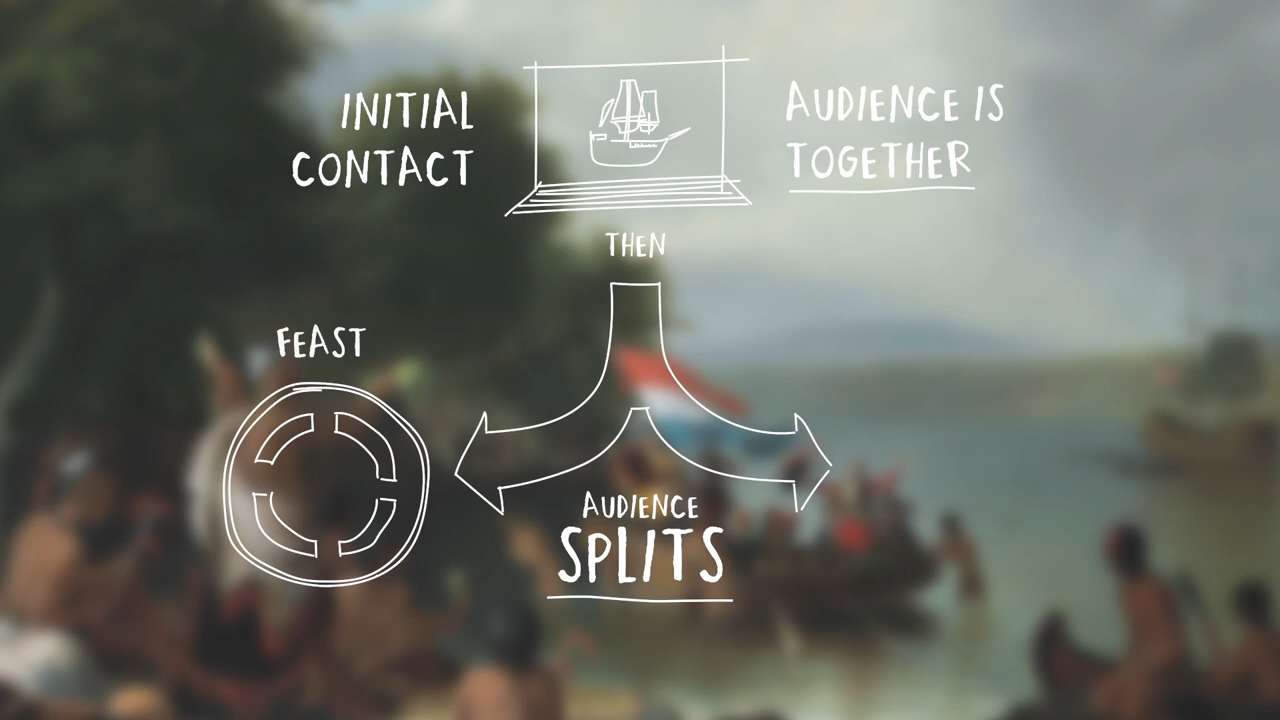 INITIAL
CONTACT
AUDIENCE IS
TOGETHER
THEN
FEAST
AUDIENCE
SPLITS